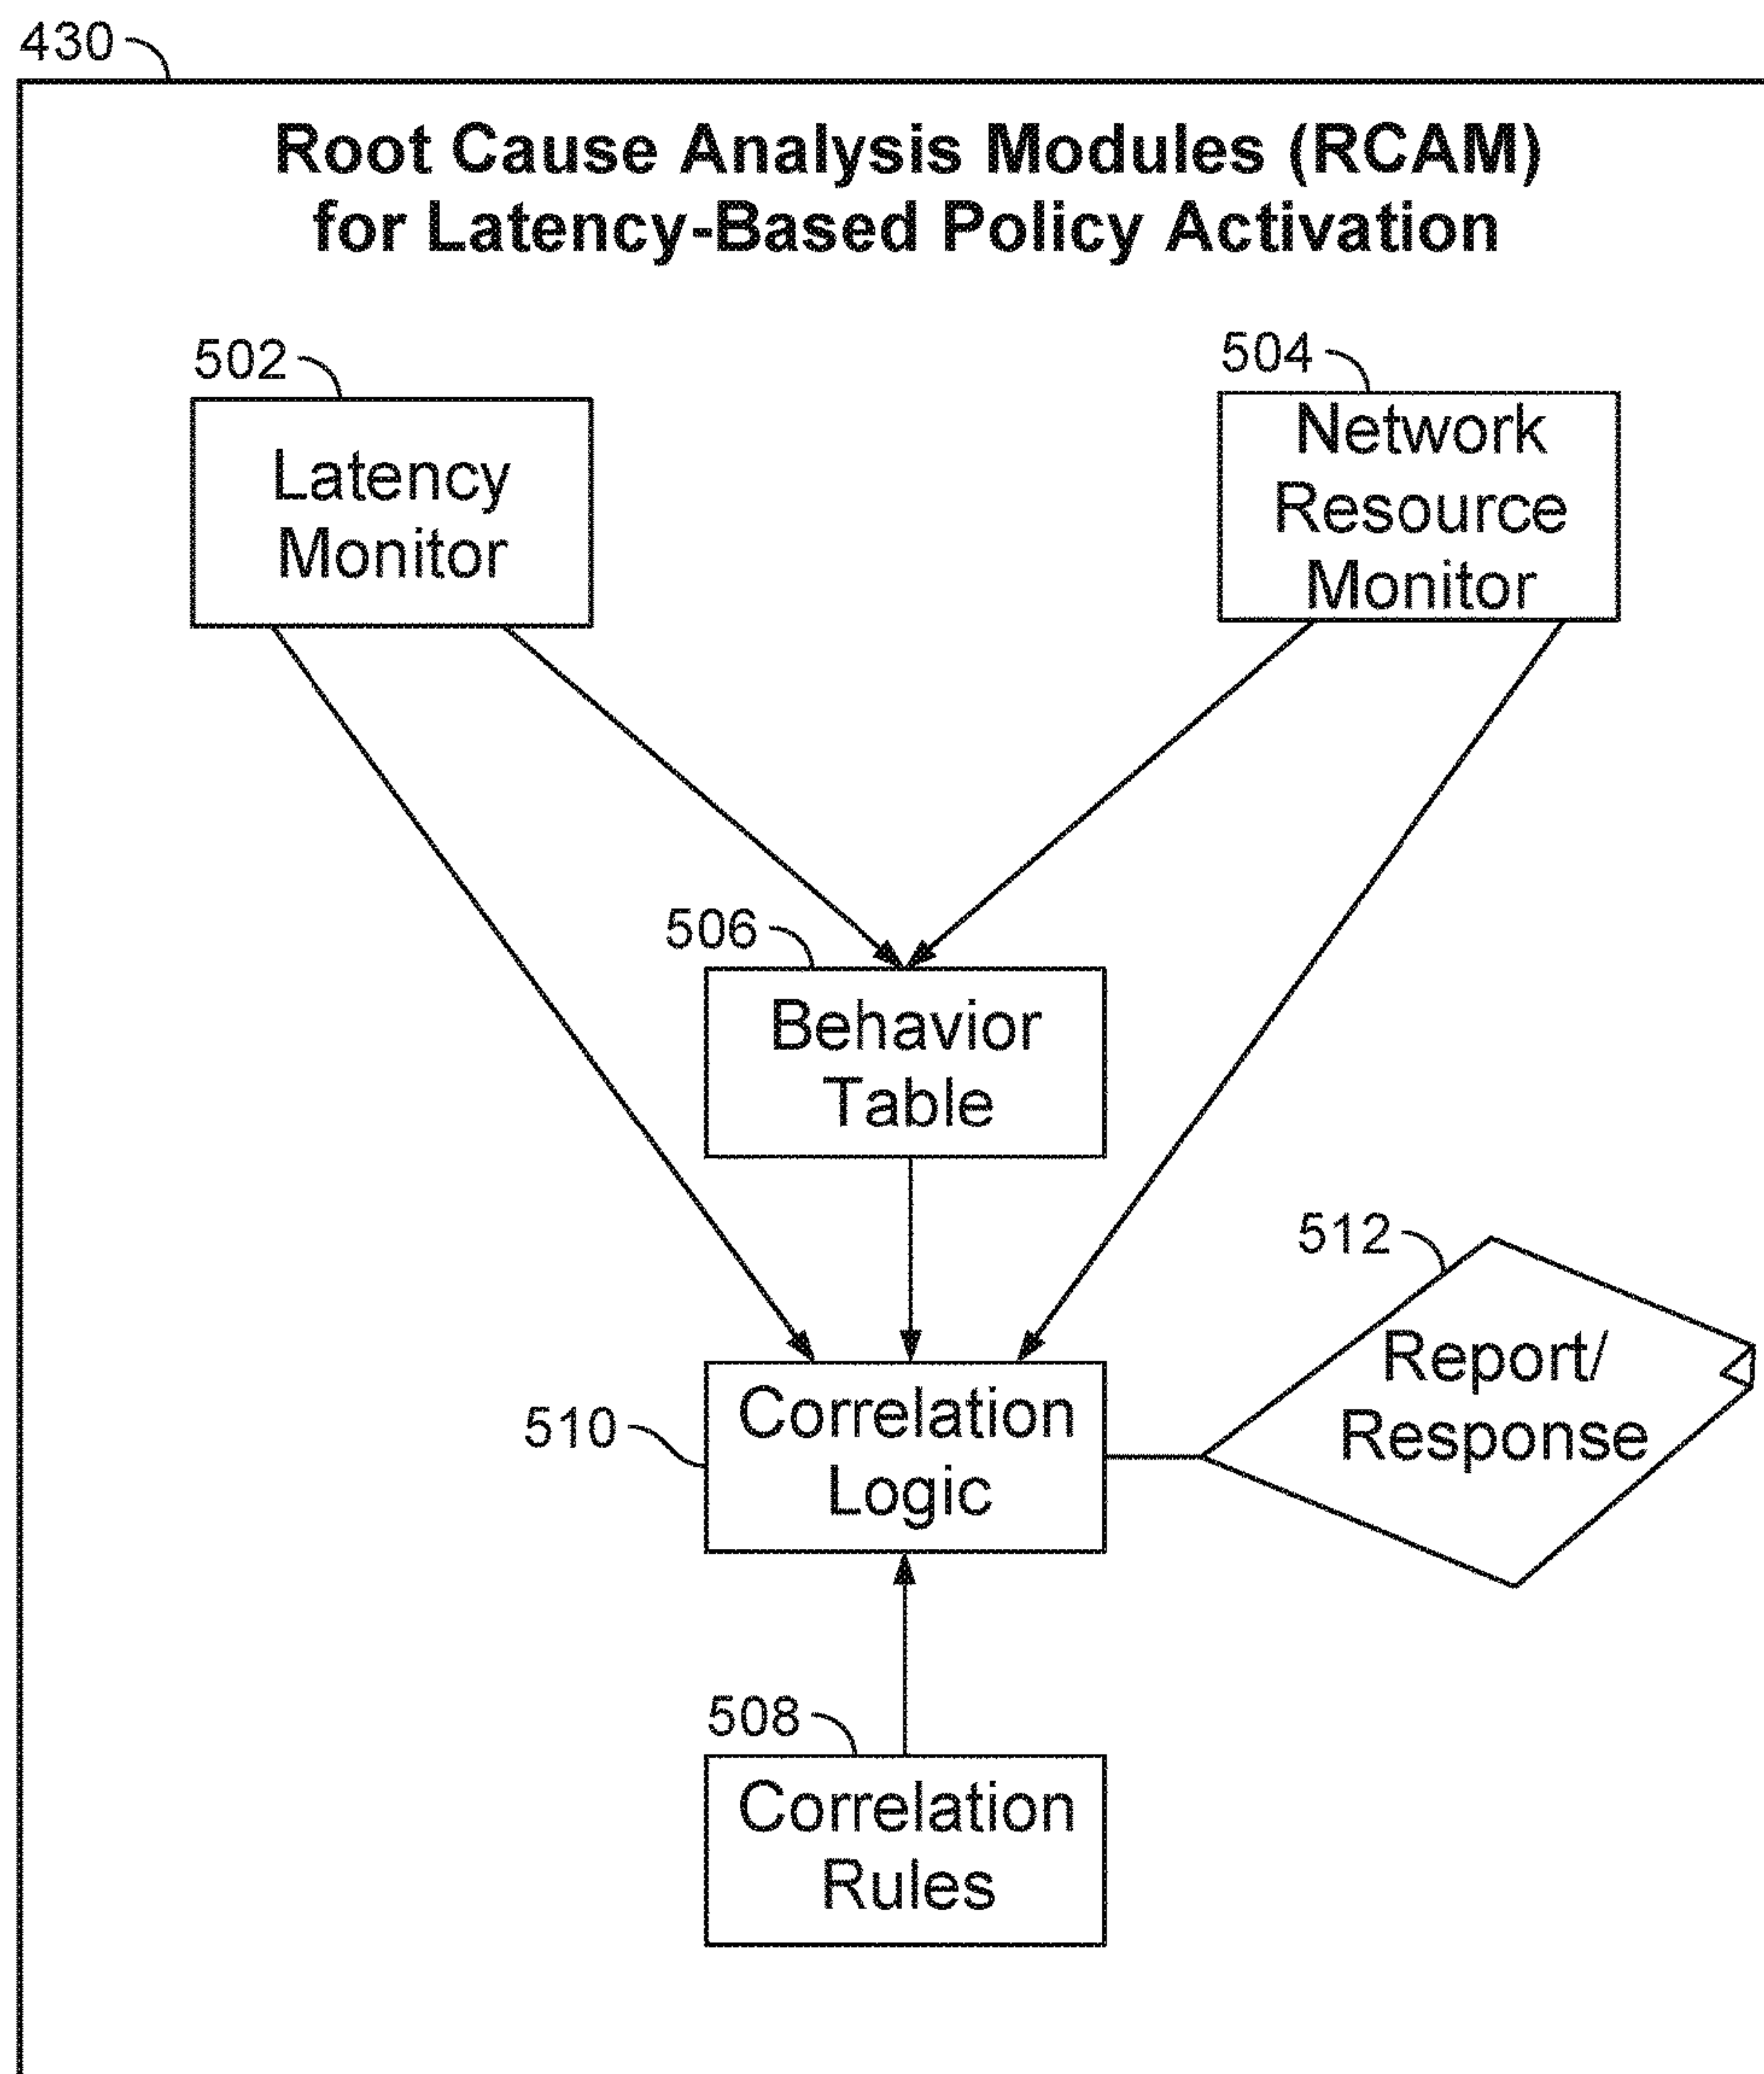 430
Root Cause Analysis Modules (RCAM)
for Latency-Based Policy Activation
502
Latency
Monitor
504
Network
Resource
Monitor
506
Behavior
Table
512
Report/
Response
510
Correlation
Logic
508
Correlation
Rules